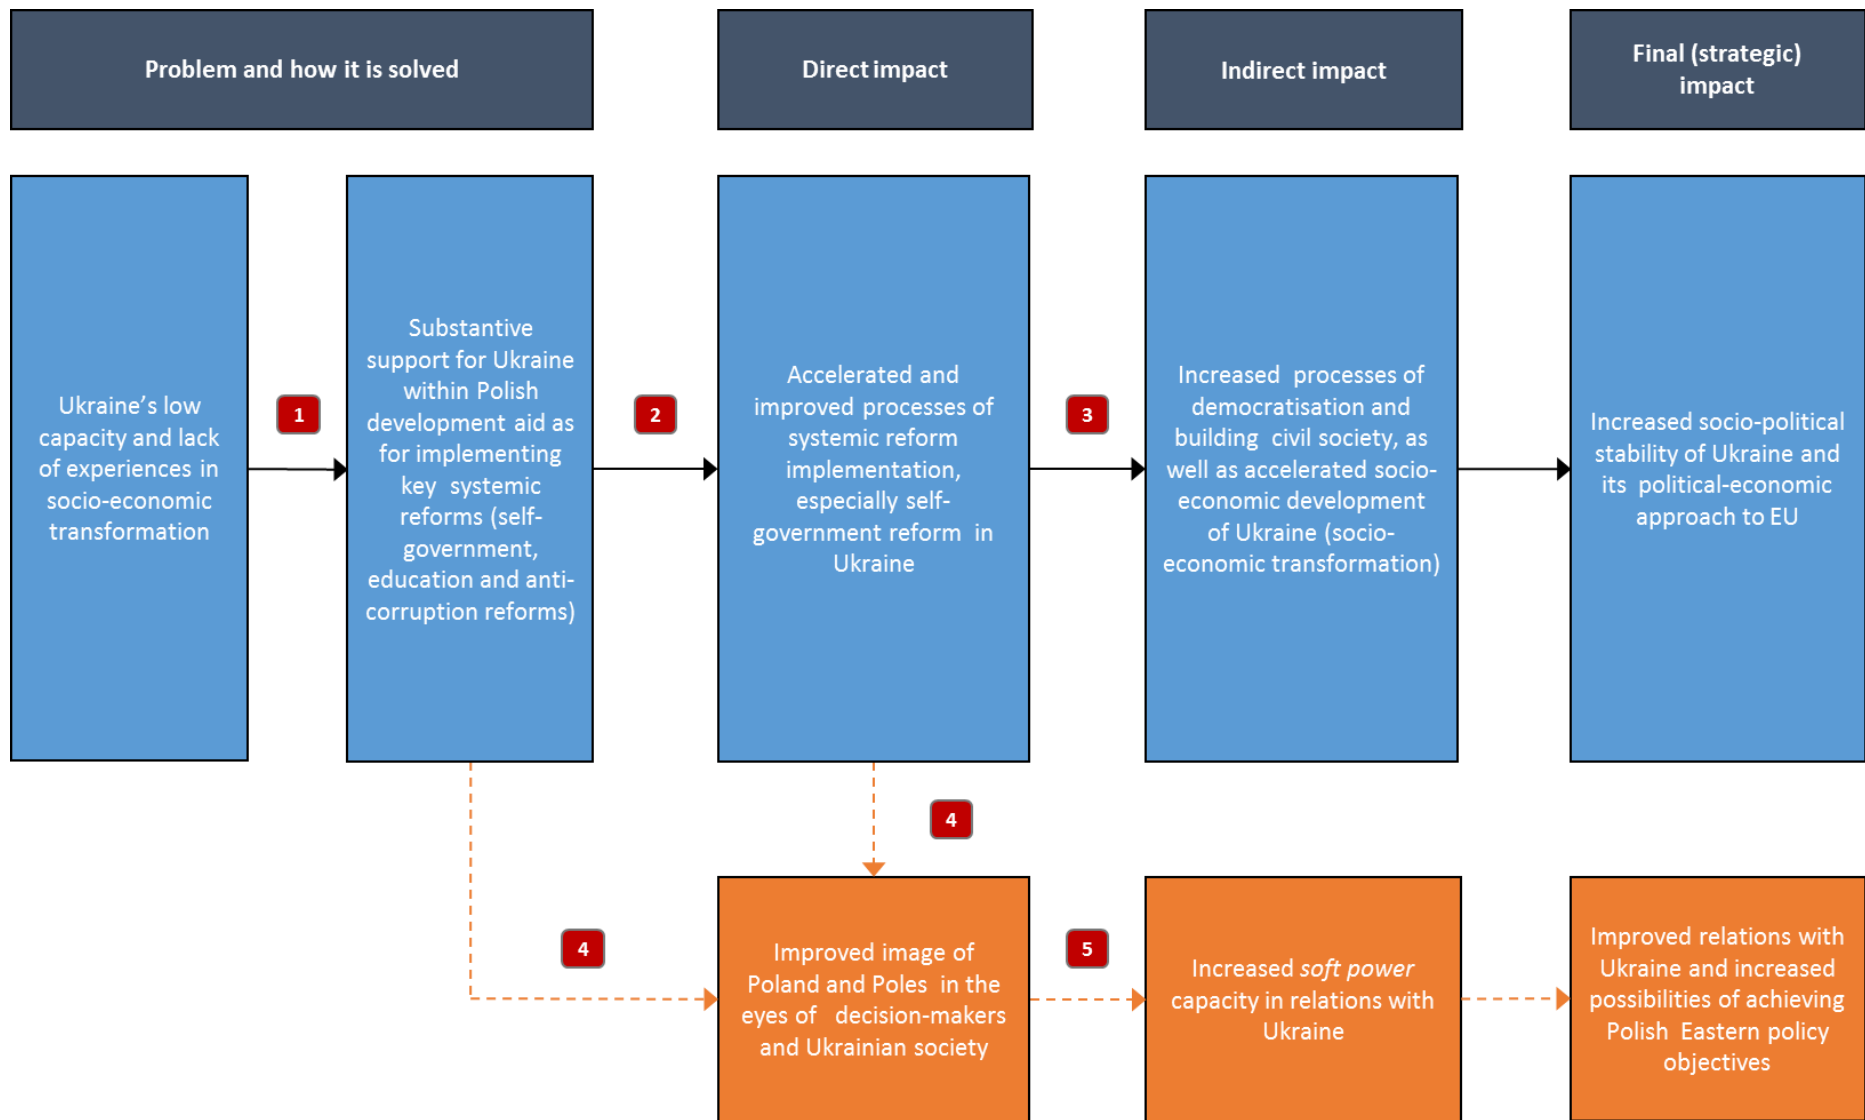 Problem and how it is solved
Direct impact
Indirect impact
Final (strategic)
impact
Ukraine’s low
capacity and lack
of experiences in
socio-economic
transformation
1
Substantive
support for Ukraine
within Polish
development aid as
for implementing
key systemic
reforms (self-
government,
education and anti-
corruption reforms)
2
Accelerated and
improved processes of
systemic reform
implementation,
especially self-
government reform in
Ukraine
3
Increased processes of
democratisation and
building civil society, as
well as accelerated socio-
economic development
of Ukraine (socio-
economic transformation)
Increased socio-political
stability of Ukraine and
its political-economic
approach to EU
4
4
Improved image of
Poland and Poles in the
eyes of decision-makers
and Ukrainian society
5
Increased soft power
capacity in relations with
Ukraine
Improved relations with
Ukraine and increased
possibilities of achieving
Polish Eastern policy
objectives